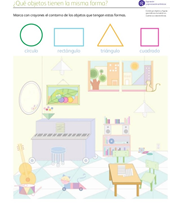 ¿Qué objetos tienen la misma forma?
Marca con crayones el contorno de los objetos que tengan estas formas.
círculo
rectángulo
triángulo
cuadrado